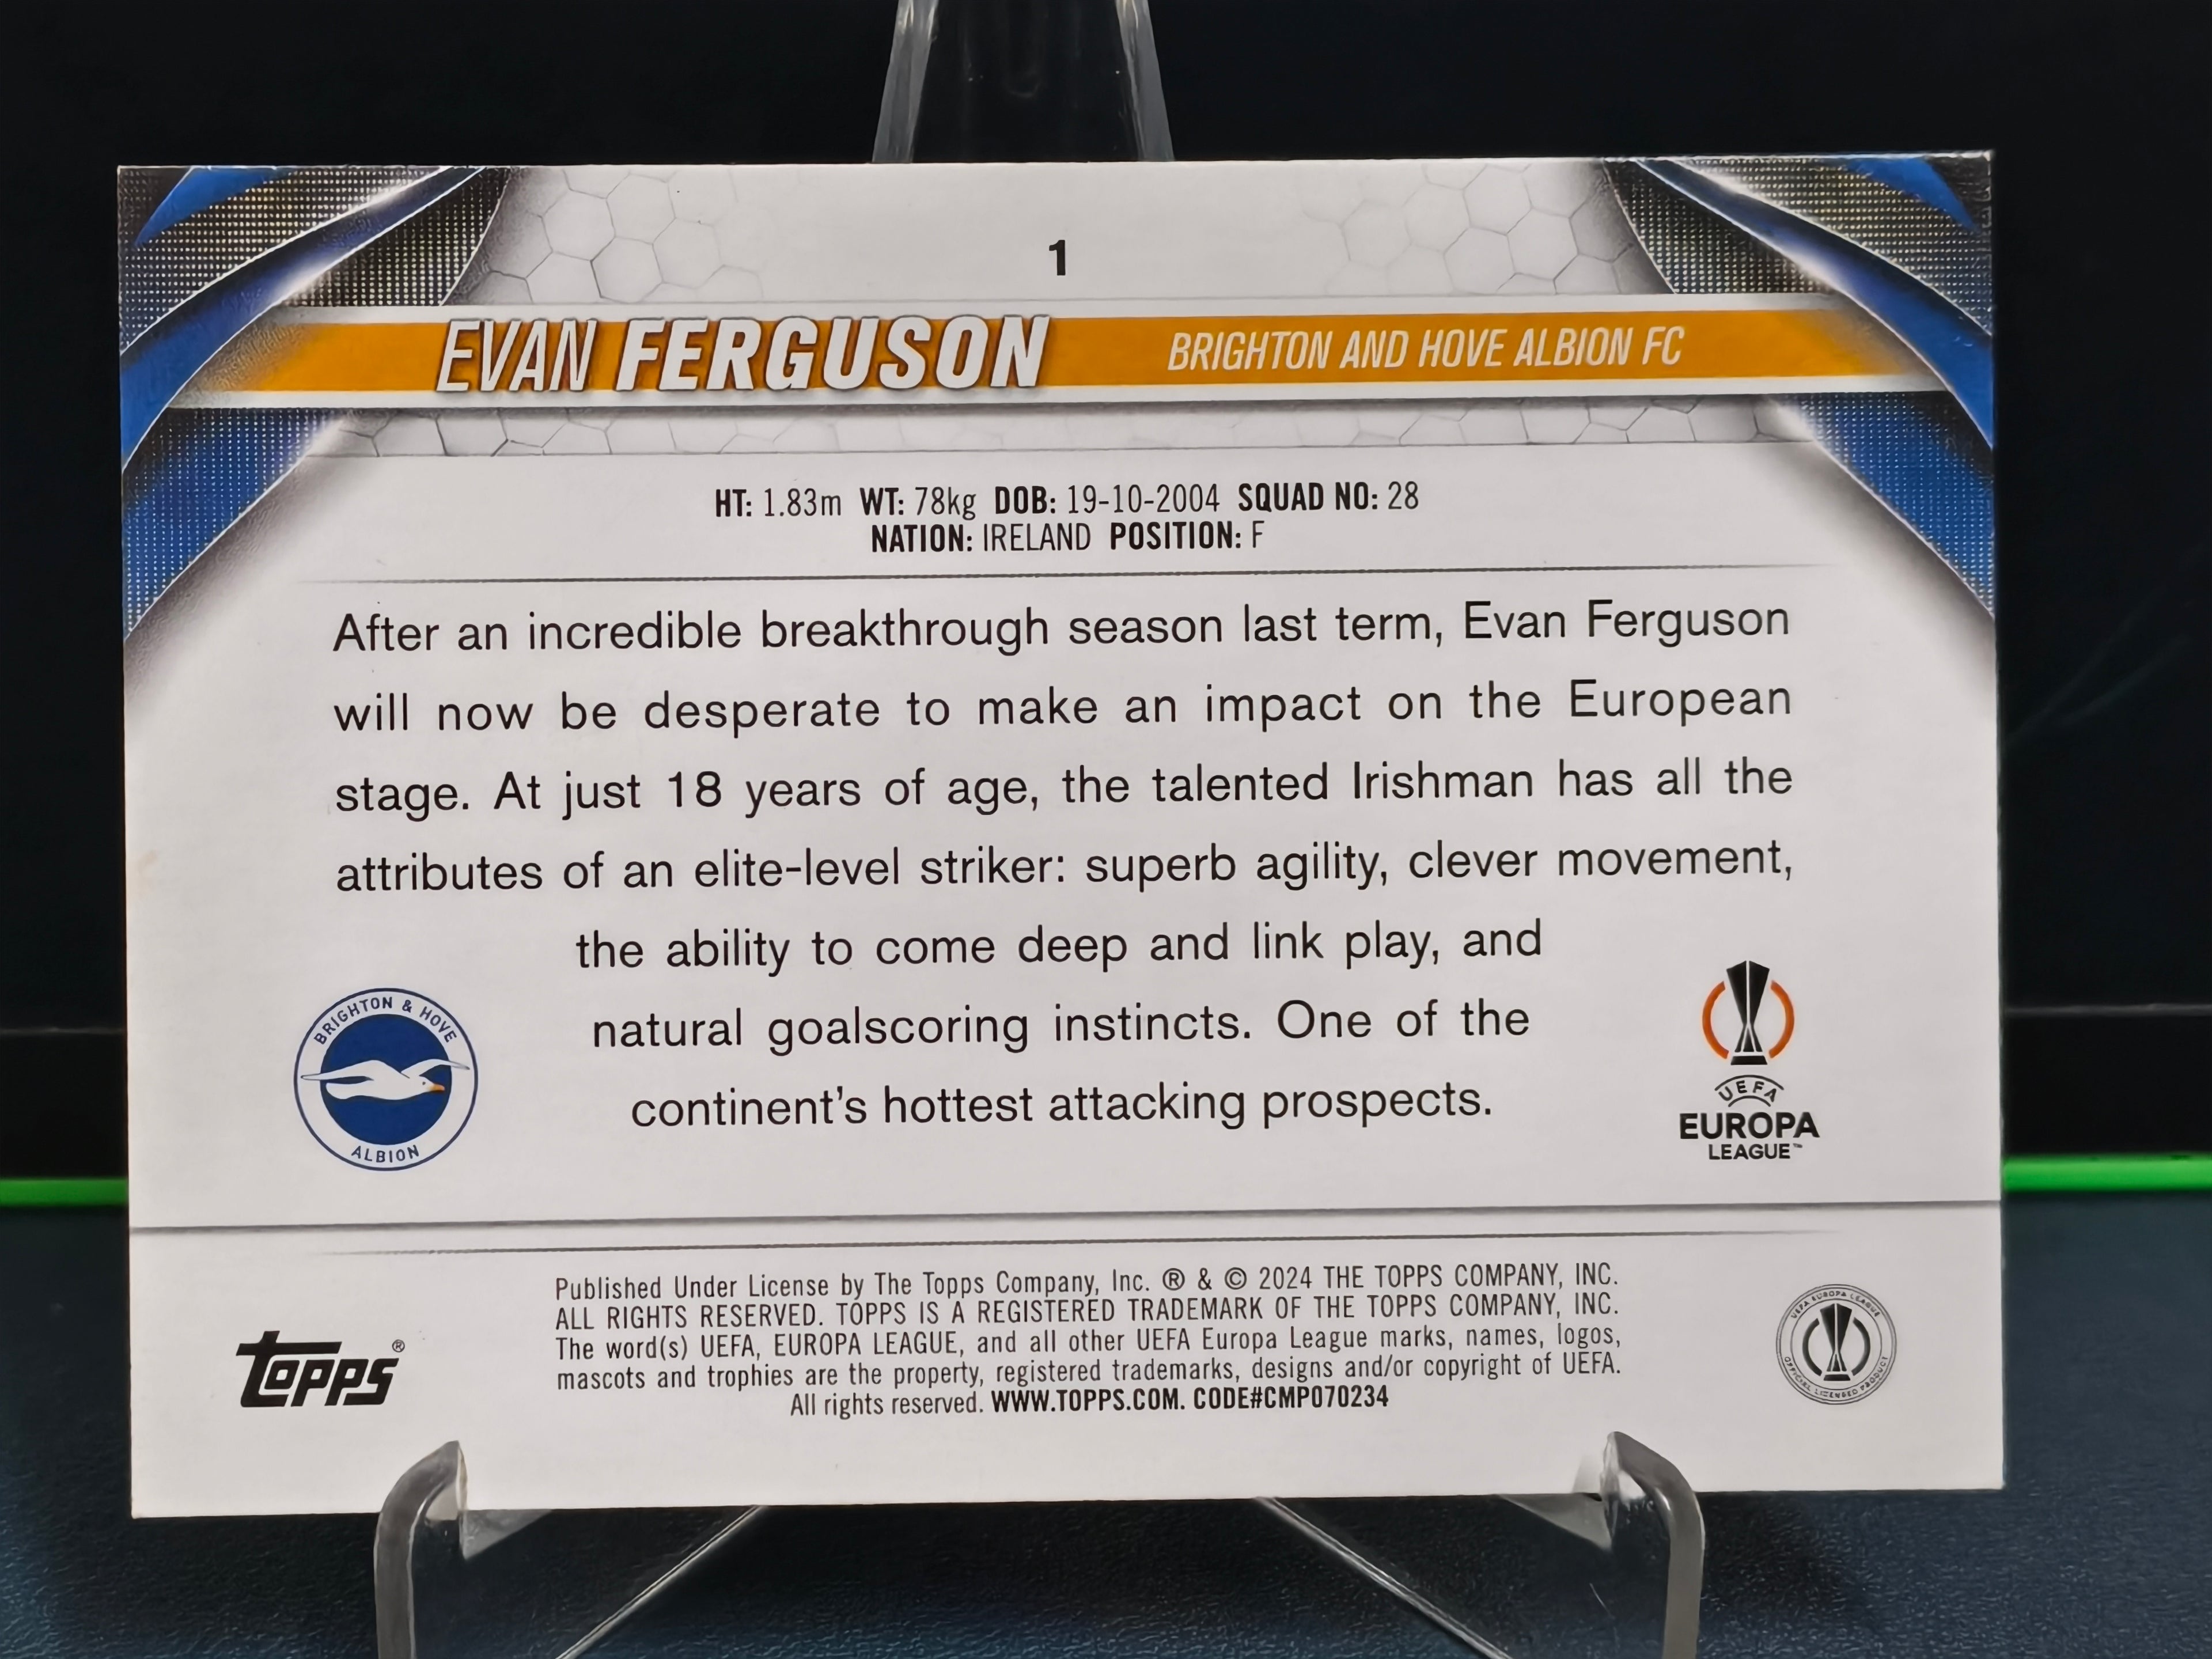 1
EVAN FERGUSON BRIGHTON AND HOVE ALBION FC
HT: 1.83m WT: 78kg DOB: 19-10-2004 SQUAD NO: 28
NATION: IRELAND POSITION: F
After an incredible breakthrough season last term, Evan Ferguson
will now be desperate to make an impact on the European
stage. At just 18 years of age, the talented Irishman has all the
attributes of an elite-level striker: superb agility, clever movement,
the ability to come deep and link play, and
natural goalscoring instincts. One of the
continent's hottest attacking prospects.
BRIGHTON & HOVE
ALBION
UEFA
EUROPA
LEAGUE™
Published Under License by The Topps Company, Inc. ® & © 2024 THE TOPPS COMPANY, INC.
ALL RIGHTS RESERVED. TOPPS IS A REGISTERED TRADEMARK OF THE TOPPS COMPANY, INC.
The word(s) UEFA, EUROPA LEAGUE, and all other UEFA Europa League marks, names, logos,
mascots and trophies are the property, registered trademarks, designs and/or copyright of UEFA.
All rights reserved. WWW.TOPPS.COM. CODE#CMP070234
topps®
UEFA EUROPA LEAGUE
OFFICIAL LICENSED PRODUCT